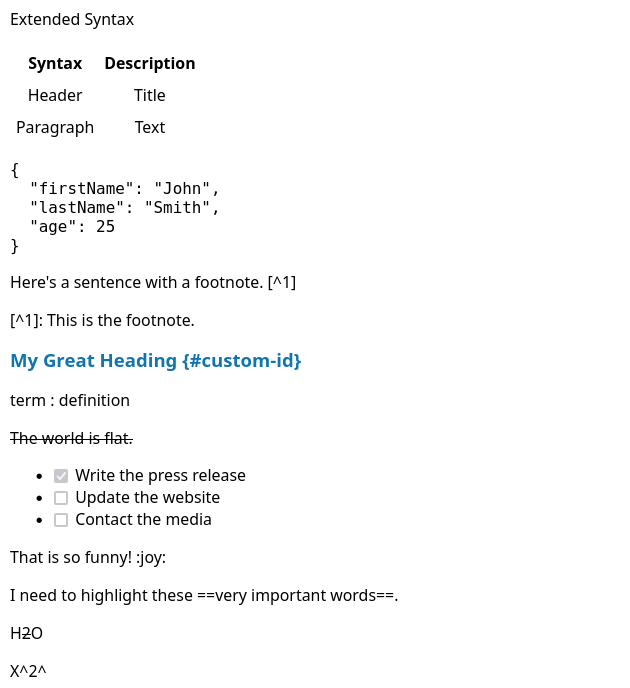 Extended Syntax
Syntax Description
Header Title
Paragraph Text
{
  "firstName": "John",
  "lastName": "Smith",
  "age": 25
}
Here's a sentence with a footnote. [^1]
[^1]: This is the footnote.
My Great Heading {#custom-id}
term : definition
The world is flat.
Write the press release
Update the website
Contact the media
That is so funny! :joy:
I need to highlight these ==very important words==.
H2O
X^2^